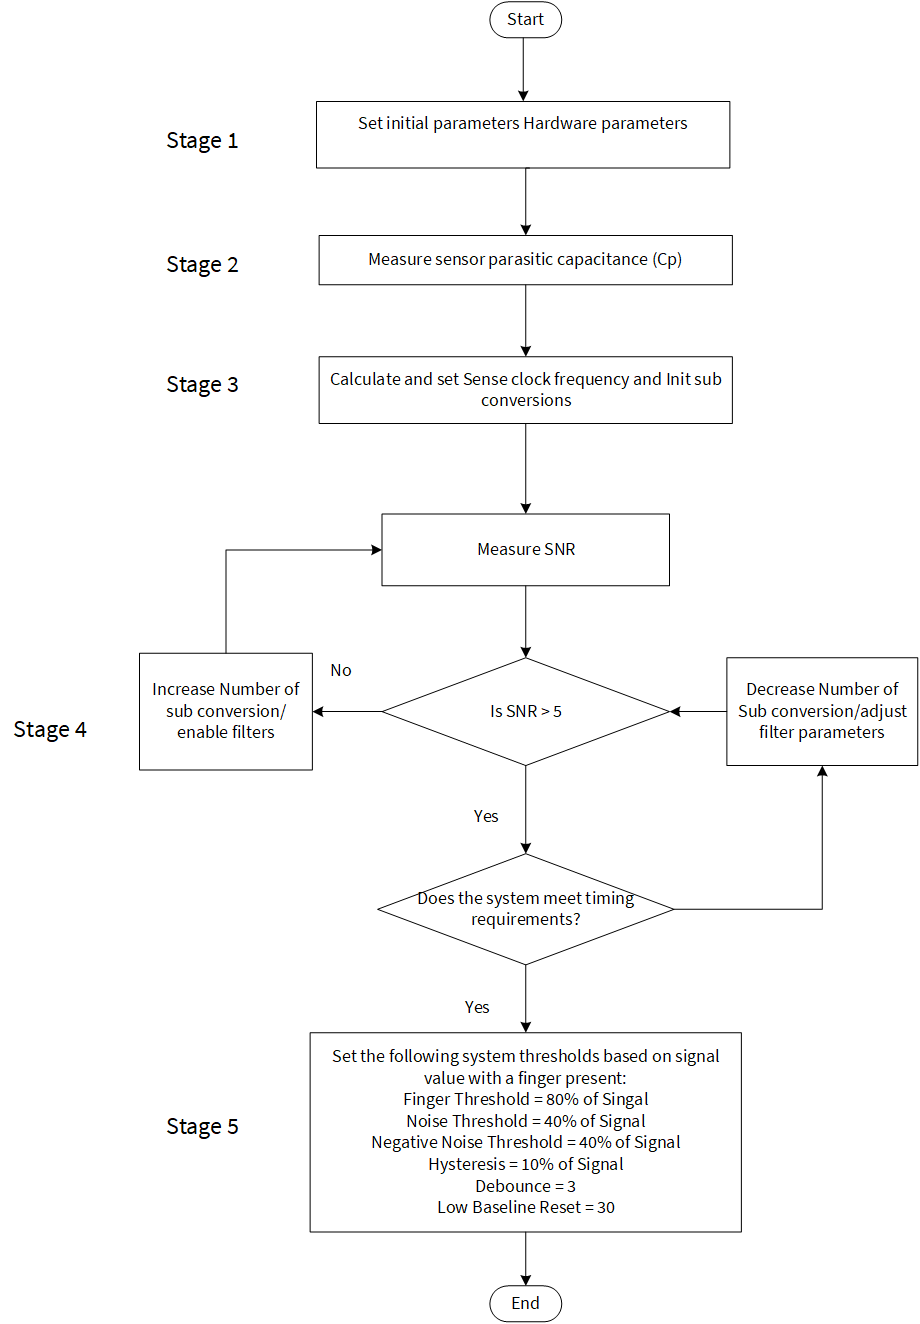 Start
Stage 1
Set initial parameters Hardware parameters
Stage 2
Measure sensor parasitic capacitance (Cp)
Stage 3
Calculate and set Sense clock frequency and Init sub
conversions
Measure SNR
No
Increase Number of
sub conversion/
enable filters
Stage 4
Is SNR > 5
Decrease Number of
Sub conversion/adjust
filter parameters
Yes
Does the system meet timing
requirements?
Yes
Stage 5
Set the following system thresholds based on signal
value with a finger present:
Finger Threshold = 80% of Singal
Noise Threshold = 40% of Signal
Negative Noise Threshold = 40% of Signal
Hysteresis = 10% of Signal
Debounce = 3
Low Baseline Reset = 30
End